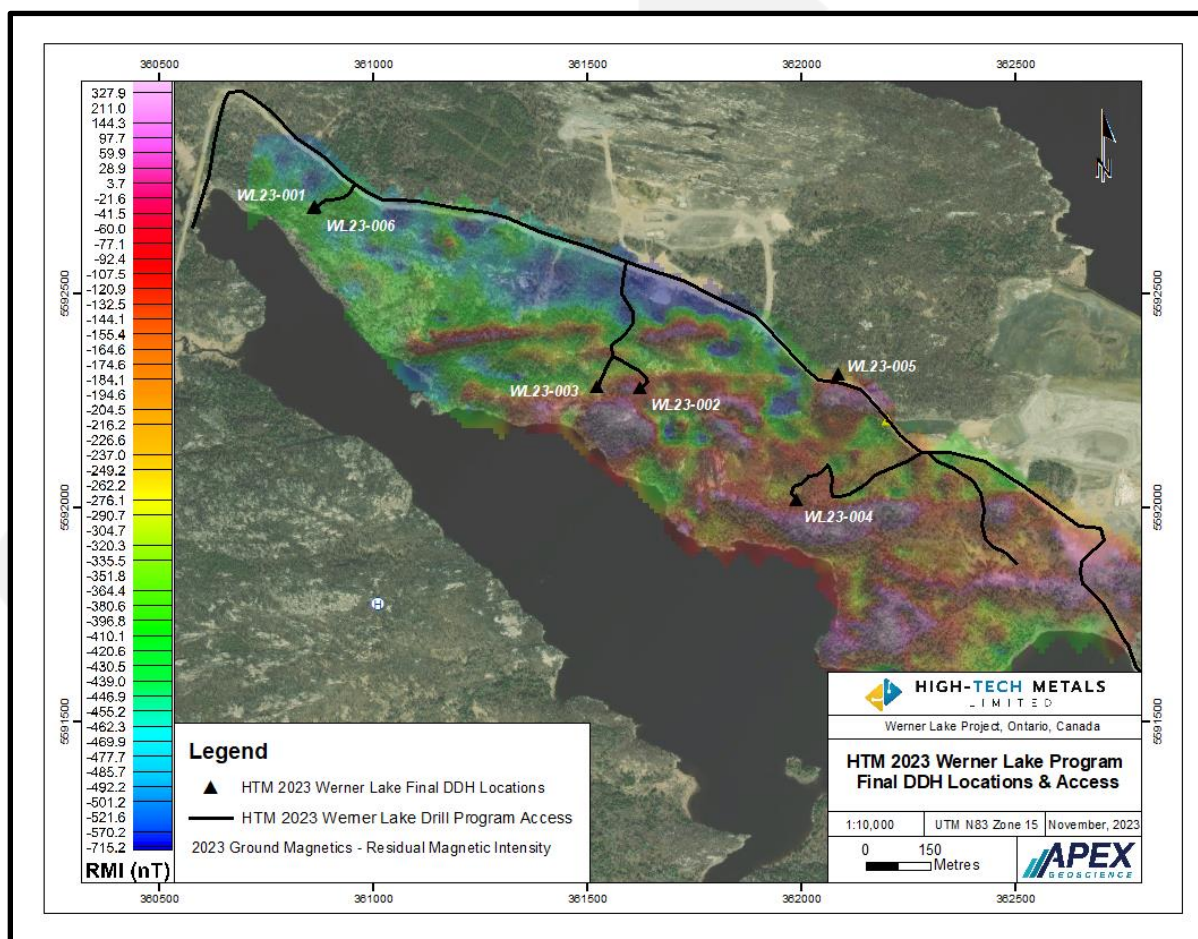 360500 361000 361500 362000 362500
327.9
211.0
144.3
97.7
59.9
28.9
3.7
-21.6
-41.5
-60.0
-77.1
-92.4
-107.5
-120.9
-132.5
-144.1
-155.4
-164.6
-174.6
-184.1
-194.6
-204.5
-216.2
-226.6
-237.0
-249.2
-262.2
-276.1
-290.7
-304.7
-320.3
-335.5
-351.8
-364.4
-380.6
-396.8
-410.1
-420.6
-430.5
-439.0
-446.9
-455.2
-462.3
-469.9
-477.7
-485.7
-492.2
-501.2
-521.6
-570.2
-715.2
RMI (nT)
5592500
5592000
5591500
N
WL23-001
WL23-006
WL23-005
WL23-003
WL23-002
WL23-004
H
5592500
5592000
5591500
Legend
HTM 2023 Werner Lake Final DDH Locations
HTM 2023 Werner Lake Drill Program Access
2023 Ground Magnetics - Residual Magnetic Intensity
HIGH-TECH METALS
LIMITED
Werner Lake Project, Ontario, Canada
HTM 2023 Werner Lake Program
Final DDH Locations & Access
1:10,000 UTM N83 Zone 15 November, 2023
0 150
Metres
APEX
GEOSCIENCE
360500 361000 361500 362000 362500